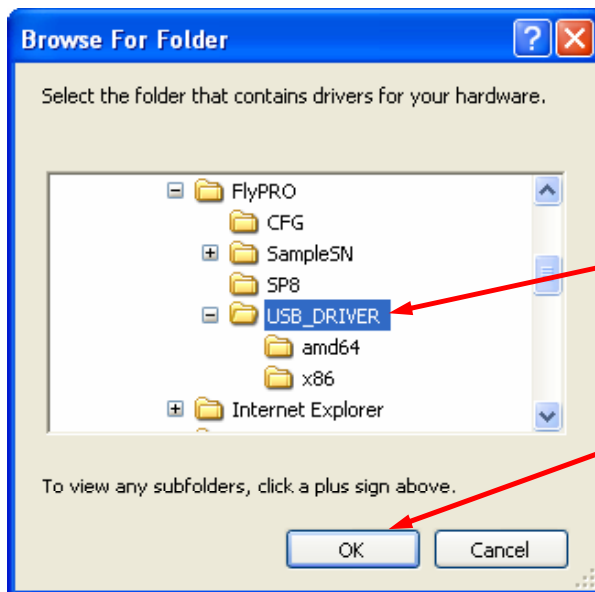 Browse For Folder
?
X
Select the folder that contains drivers for your hardware.
FlyPRO
CFG
SampleSN
SP8
USB_DRIVER
amd64
x86
Internet Explorer
To view any subfolders, click a plus sign above.
OK
Cancel